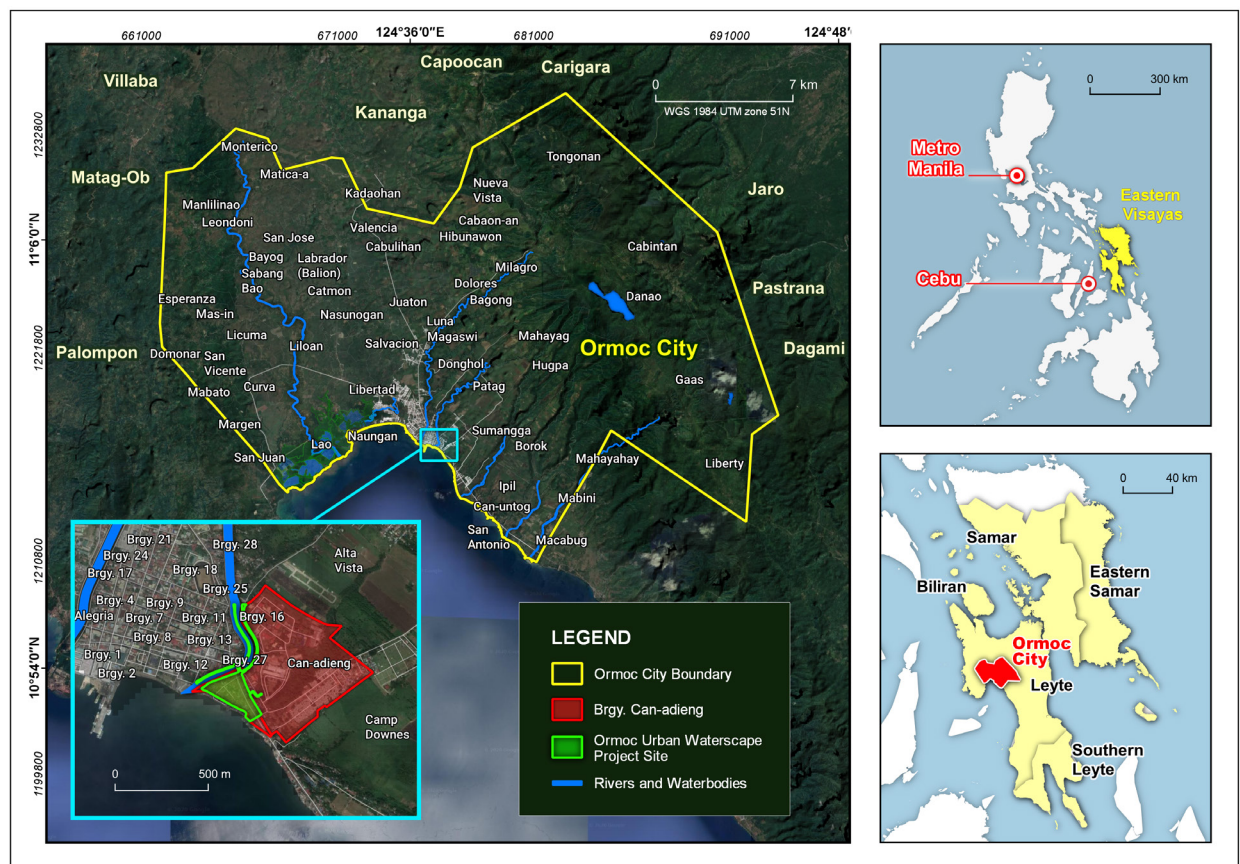 661000
671000
124°36'0"E
681000
691000
124°48'
Villaba
Capoocan
Carigara
Kananga
0
7 km
WGS 1984 UTM zone 51N
1232800
Matag-Ob
Monterico
Matica-a
Tongonan
Jaro
Manlilinao
Kadaohan
Nueva
Vista
Leondoni
Valencia
Cabaon-an
San Jose
Cabulihan
Hibunawon
Cabintan
11°6'0"N
Bayog
Labrador
(Balion)
Milagro
Sabang
Bao
Catmon
Dolores
Bagong
Danao
Pastrana
Esperanza
Mas-in
Juaton
Nasunogan
Luna
Magaswi
Mahayag
Licuma
Liloan
Salvacion
1221800
Palompon
Domonar
San
Vicente
Donghol
Hugpa
Ormoc City
Dagami
Mabato
Curva
Libertad
Patag
Gaas
Margen
Lao
Naungan
Sumangga
Borok
San Juan
Mahayahay
Liberty
Ipil
Can-untog
Mabini
San
Antonio
Macabug
1210800
10°54'0"N
1199800
Brgy. 21
Brgy. 28
Brgy. 24
Alta
Vista
Brgy. 17
Brgy. 18
Brgy. 25
Brgy. 4
Brgy. 9
Alegria
Brgy. 7
Brgy. 11
Brgy. 16
Brgy. 8
Brgy. 13
Brgy. 1
Brgy. 12
Brgy. 27
Can-adieng
Brgy. 2
Camp
Downes
0
500 m
LEGEND
Ormoc City Boundary
Brgy. Can-adieng
Ormoc Urban Waterscape
Project Site
Rivers and Waterbodies
0
300 km
Metro
Manila
Eastern
Visayas
Cebu
0
40 km
Samar
Biliran
Eastern
Samar
Ormoc
City
Leyte
Southern
Leyte